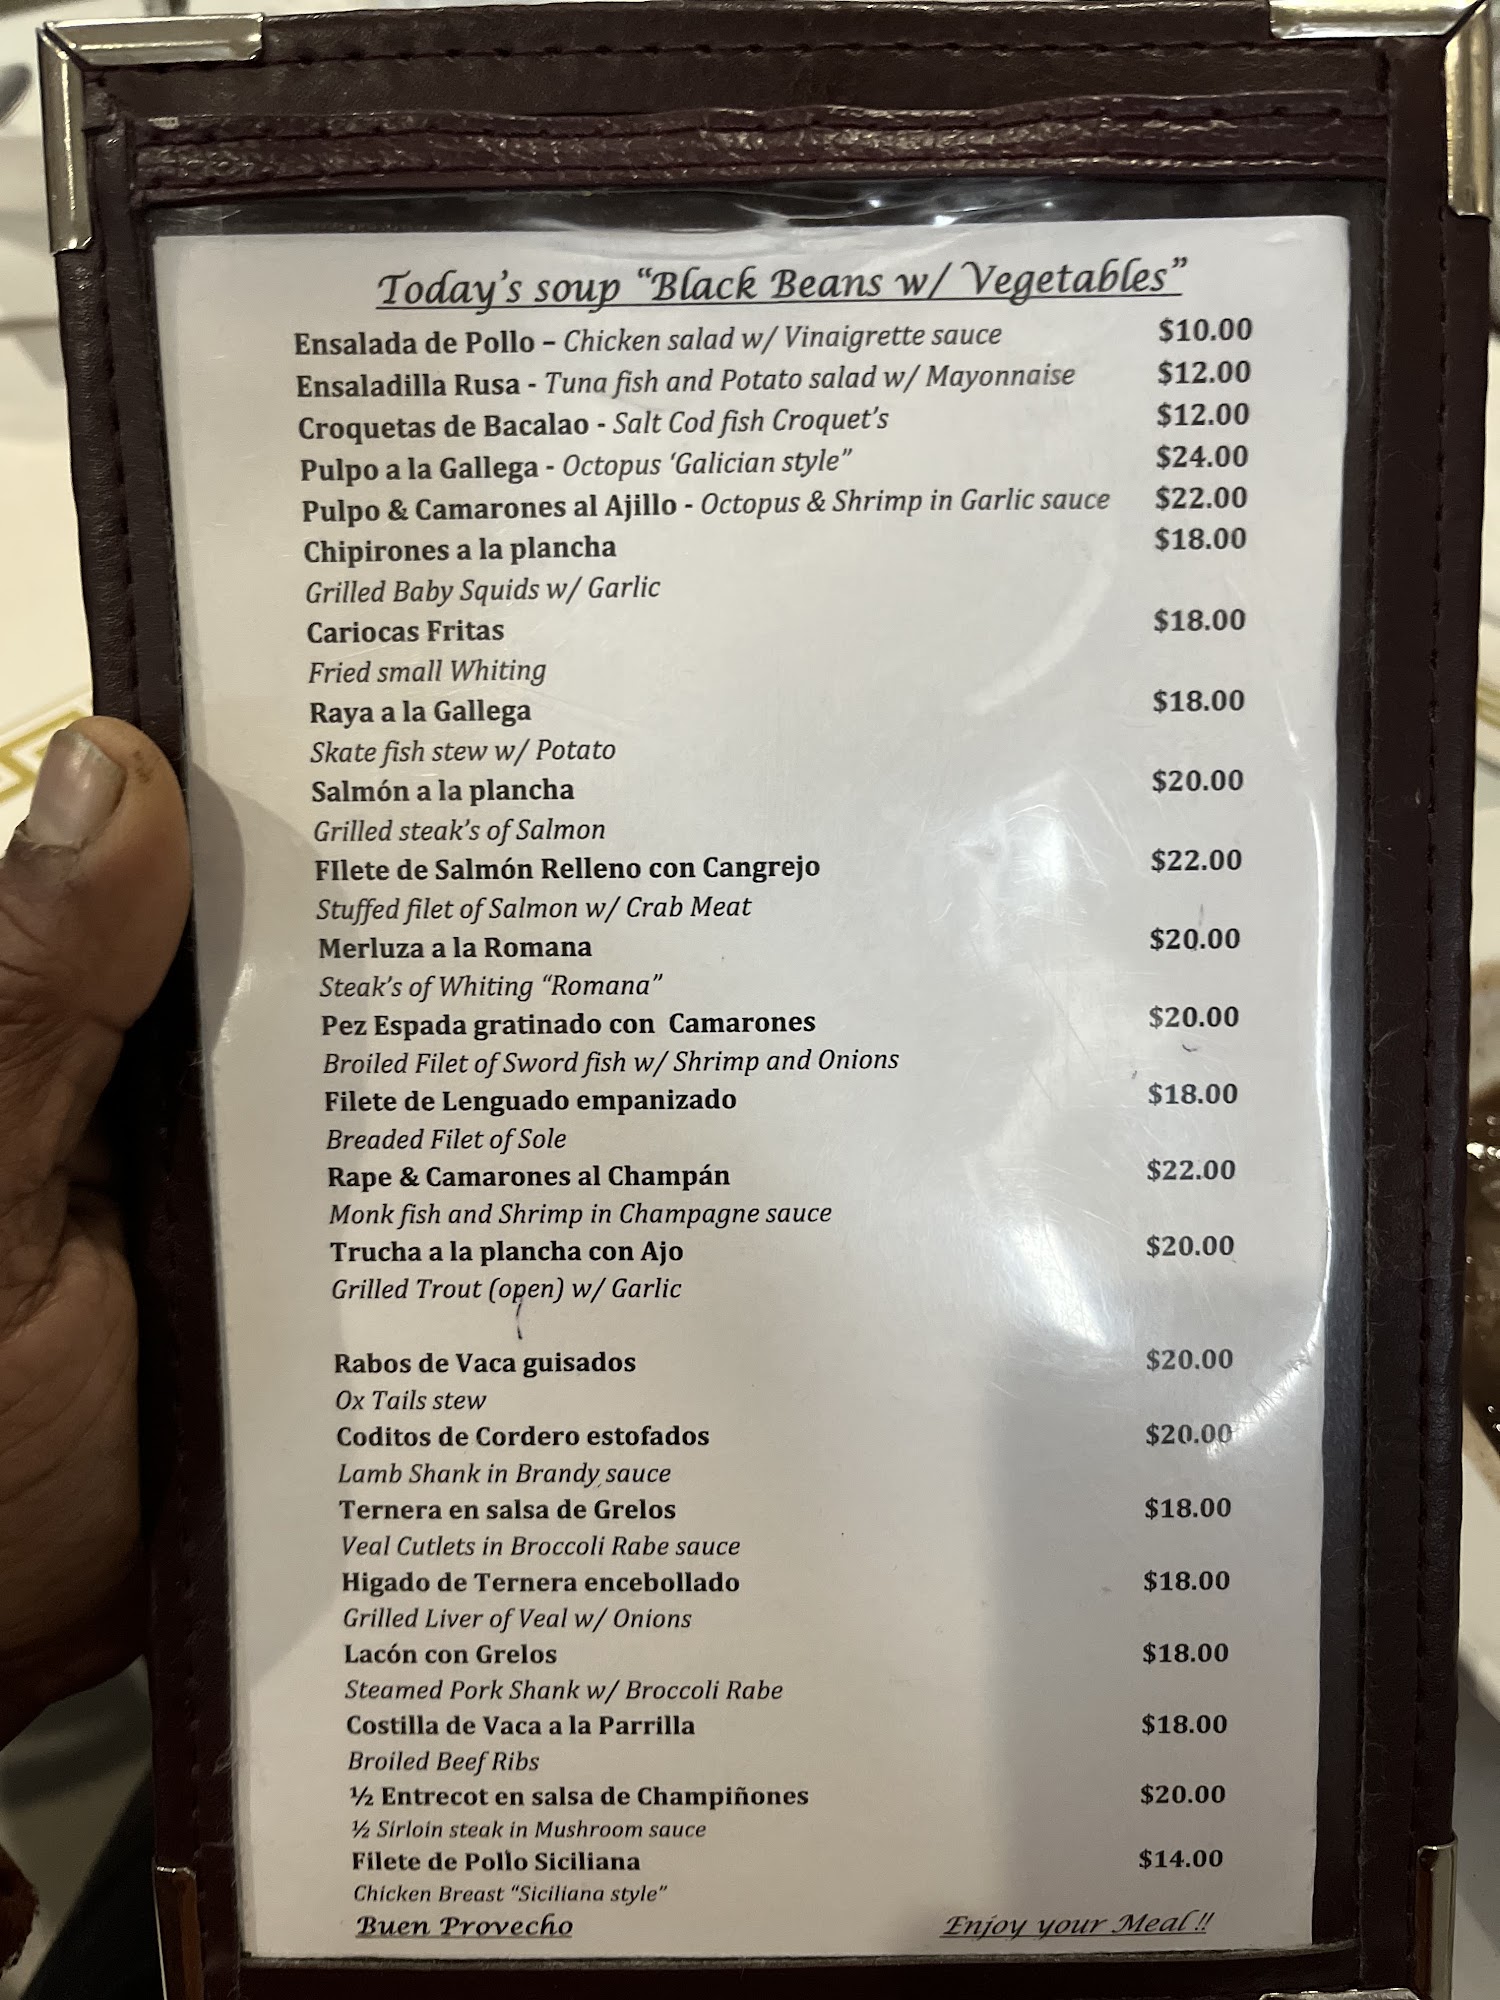 Today's soup "Black Beans w/ Vegetables"
Ensalada de Pollo – Chicken salad w/ Vinaigrette sauce $10.00
Ensaladilla Rusa - Tuna fish and Potato salad w/ Mayonnaise $12.00
Croquetas de Bacalao - Salt Cod fish Croquet's $12.00
Pulpo a la Gallega - Octopus 'Galician style" $24.00
Pulpo & Camarones al Ajillo - Octopus & Shrimp in Garlic sauce $22.00
Chipirones a la plancha $18.00
Grilled Baby Squids w/ Garlic
Cariocas Fritas $18.00
Fried small Whiting
Raya a la Gallega $18.00
Skate fish stew w/ Potato
Salmón a la plancha $20.00
Grilled steak's of Salmon
FIlete de Salmón Relleno con Cangrejo $22.00
Stuffed filet of Salmon w/ Crab Meat
Merluza a la Romana $20.00
Steak's of Whiting "Romana"
Pez Espada gratinado con Camarones $20.00
Broiled Filet of Sword fish w/ Shrimp and Onions
Filete de Lenguado empanizado $18.00
Breaded Filet of Sole
Rape & Camarones al Champán $22.00
Monk fish and Shrimp in Champagne sauce
Trucha a la plancha con Ajo $20.00
Grilled Trout (open) w/ Garlic
Rabos de Vaca guisados $20.00
Ox Tails stew
Coditos de Cordero estofados $20.00
Lamb Shank in Brandy sauce
Ternera en salsa de Grelos $18.00
Veal Cutlets in Broccoli Rabe sauce
Higado de Ternera encebollado $18.00
Grilled Liver of Veal w/ Onions
Lacón con Grelos $18.00
Steamed Pork Shank w/ Broccoli Rabe
Costilla de Vaca a la Parrilla $18.00
Broiled Beef Ribs
½ Entrecot en salsa de Champiñones $20.00
½ Sirloin steak in Mushroom sauce
Filete de Pollo Siciliana $14.00
Chicken Breast "Siciliana style"
Buen Provecho Enjoy your Meal !!